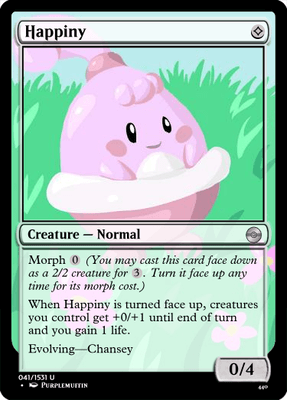 Happiny
Creature — Normal
Morph 0 (You may cast this card face down
as a 2/2 creature for 3. Turn it face up any
time for its morph cost.)
When Happiny is turned face up, creatures
you control get +0/+1 until end of turn
and you gain 1 life.
Evolving—Chansey
0/4
041/1531 U
• Purplemuffin